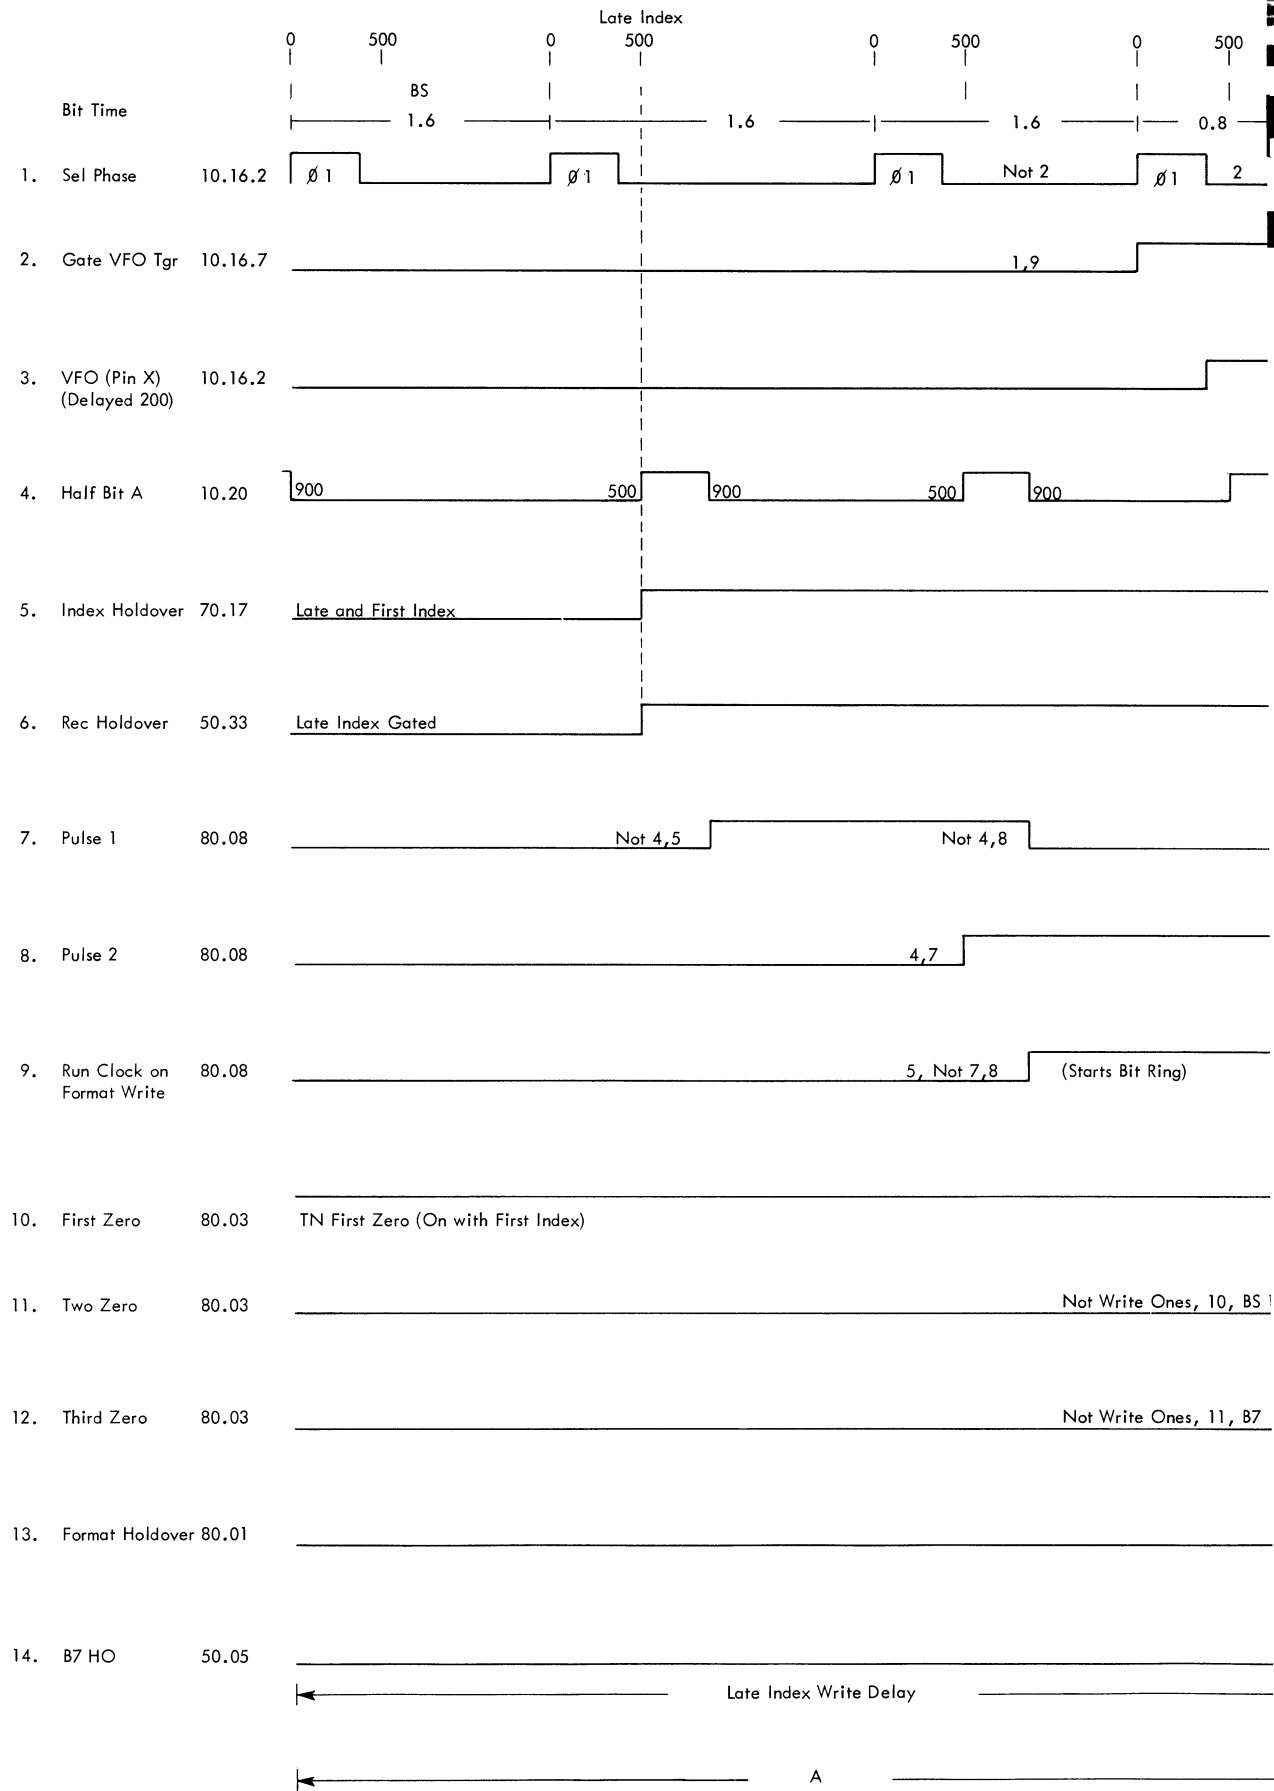 Late Index
0 500 0 500 0 500 0 500
BS
Bit Time 1.6 1.6 1.6 0.8
1. Sel Phase 10.16.2 Ø 1 Ø 1 Ø 1 Not 2 Ø 1 2
2. Gate VFO Tgr 10.16.7 1,9
3. VFO (Pin X) 10.16.2
(Delayed 200)
4. Half Bit A 10.20 900 500 900 500 900
5. Index Holdover 70.17 Late and First Index
6. Rec Holdover 50.33 Late Index Gated
7. Pulse 1 80.08 Not 4,5 Not 4,8
8. Pulse 2 80.08 4,7
9. Run Clock on 80.08 5, Not 7,8 (Starts Bit Ring)
Format Write
10. First Zero 80.03 TN First Zero (On with First Index)
11. Two Zero 80.03 Not Write Ones, 10, BS
12. Third Zero 80.03 Not Write Ones, 11, B7
13. Format Holdover 80.01
14. B7 HO 50.05
Late Index Write Delay
A